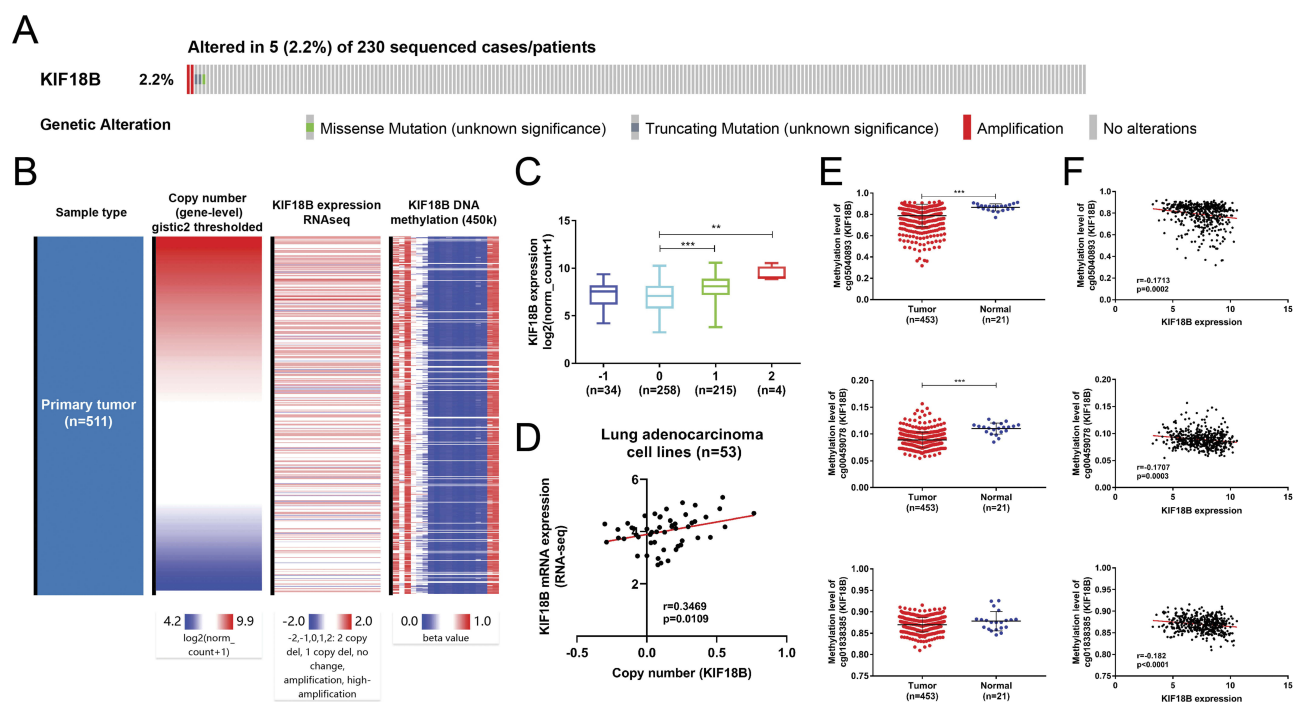 A
Altered in 5 (2.2%) of 230 sequenced cases/patients
KIF18B 2.2%
Genetic Alteration
Missense Mutation (unknown significance)
Truncating Mutation (unknown significance)
Amplification
No alterations
B
Sample type
Copy number
(gene-level)
gistic2 thresholded
KIF18B expression
RNAseq
KIF18B DNA
methylation (450k)
Primary tumor
(n=511)
4.2 9.9
log2(norm_
count+1)
-2.0 2.0
-2,-1,0,1,2: 2 copy
del, 1 copy del, no
change,
amplification, high-
amplification
0.0 1.0
beta value
C
KIF18B expression
log2(norm_count+1)
15
10
5
0
***
**
-1 0 1 2
(n=34) (n=258) (n=215) (n=4)
D
Lung adenocarcinoma
cell lines (n=53)
KIF18B mRNA expression
(RNA-seq)
6
4
2
r=0.3469
p=0.0109
-0.5 0.0 0.5 1.0
Copy number (KIF18B)
E
Methylation level of
cg05040893 (KIF18B)
1.0
0.8
0.6
0.4
0.2
0.0
***
Tumor Normal
(n=453) (n=21)
Methylation level of
cg00459078 (KIF18B)
0.20
0.15
0.10
0.05
0.00
***
Tumor Normal
(n=453) (n=21)
Methylation level of
cg01838385 (KIF18B)
1.00
0.95
0.90
0.85
0.80
0.75
Tumor Normal
(n=453) (n=21)
F
Methylation level of
cg05040893 (KIF18B)
1.0
0.8
0.6
0.4
0.2
0.0
r=-0.1713
p=0.0002
0 5 10 15
KIF18B expression
Methylation level of
cg00459078 (KIF18B)
0.20
0.15
0.10
0.05
0.00
r=-0.1707
p=0.0003
0 5 10 15
KIF18B expression
Methylation level of
cg01838385 (KIF18B)
1.00
0.95
0.90
0.85
0.80
0.75
r=-0.182
p<0.0001
0 5 10 15
KIF18B expression